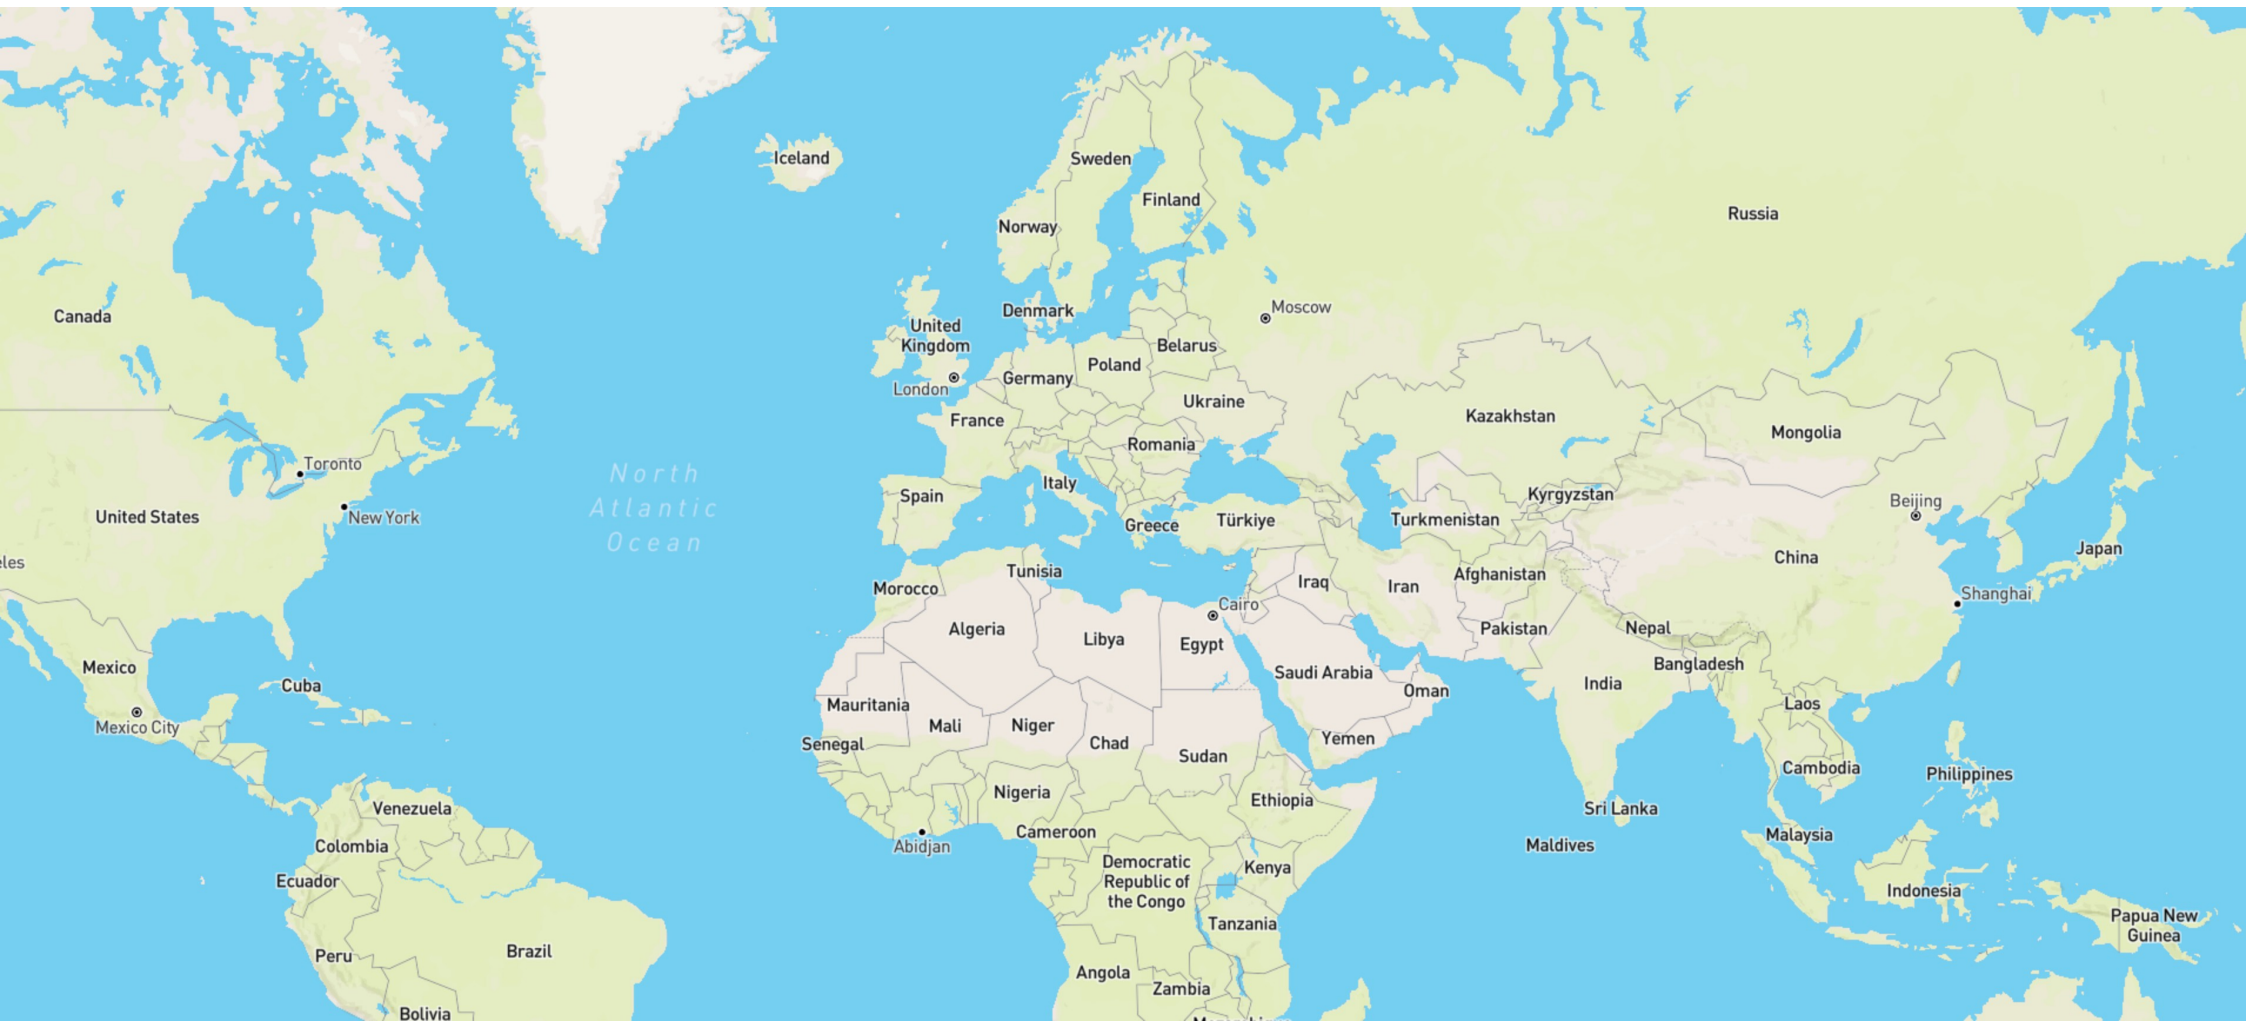 Iceland
Sweden
Finland
Norway
Russia
Canada
Denmark
Moscow
United
Kingdom
Belarus
Poland
Germany
London
Ukraine
France
Kazakhstan
Mongolia
Romania
Toronto
North
Atlantic
Ocean
Italy
Spain
Kyrgyzstan
Beijing
United States
New York
Greece
Türkiye
Turkmenistan
Japan
China
eles
Tunisia
Morocco
Iraq
Iran
Afghanistan
Cairo
Shanghai
Algeria
Libya
Egypt
Pakistan
Nepal
Mexico
Cuba
Saudi Arabia
Oman
India
Bangladesh
Mauritania
Mali
Niger
Laos
Mexico City
Senegal
Chad
Sudan
Yemen
Cambodia
Philippines
Venezuela
Nigeria
Ethiopia
Sri Lanka
Colombia
Cameroon
Abidjan
Maldives
Malaysia
Ecuador
Democratic
Republic of
the Congo
Kenya
Indonesia
Tanzania
Papua New
Guinea
Peru
Brazil
Angola
Zambia
Bolivia